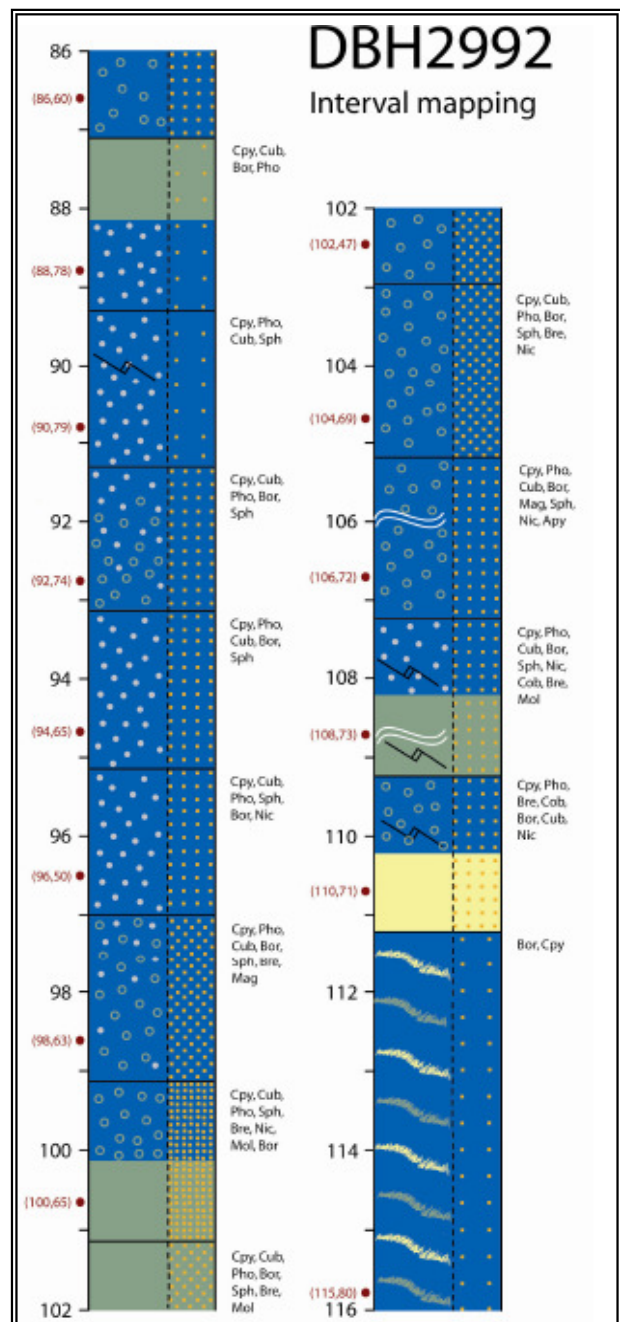 DBH2992
Interval mapping
86
(86,60)
Cpy, Cub,
Bor, Pho
88
(88,78)
Cpy, Pho,
Cub, Sph
90
(90,79)
Cpy, Cub,
Pho, Bor,
Sph
92
(92,74)
Cpy, Pho,
Cub, Bor,
Sph
94
(94,65)
Cpy, Cub,
Pho, Sph,
Bor, Nic
96
(96,50)
Cpy, Pho,
Cub, Bor,
Sph, Bre,
Mag
98
(98,63)
Cpy, Cub,
Pho, Sph,
Bre, Nic,
Mol, Bor
100
(100,65)
Cpy, Cub,
Pho, Bor,
Sph, Bre,
Mol
102
102
(102,47)
Cpy, Cub,
Pho, Bor,
Sph, Bre,
Nic
104
(104,69)
Cpy, Pho,
Cub, Bor,
Mag, Sph,
Nic, Apy
106
(106,72)
Cpy, Pho,
Cub, Bor,
Sph, Nic,
Cob, Bre,
Mol
108
(108,73)
Cpy, Pho,
Bre, Cob,
Bor, Cub,
Nic
110
(110,71)
Bor, Cpy
112
114
(115,80)
116